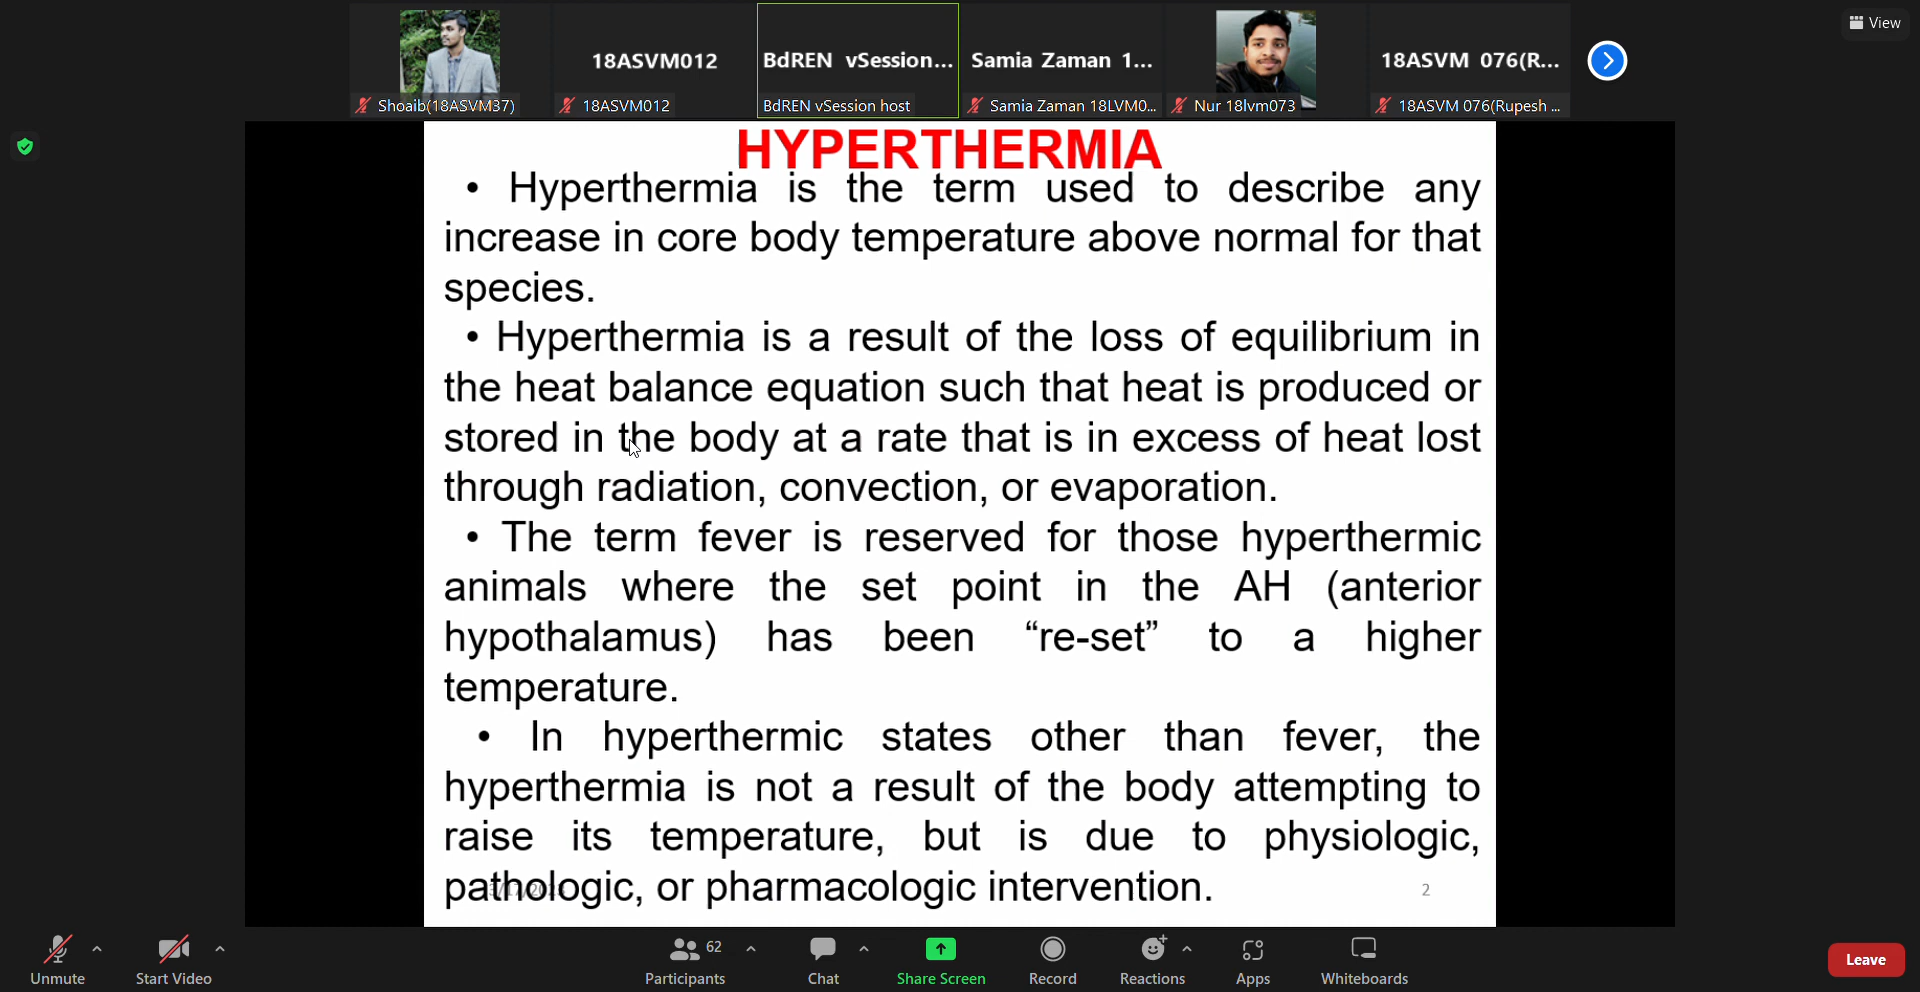 View
18ASVM012
BdREN vSession...
Samia Zaman 1...
18ASVM 076(R...
Shoaib(18ASVM37)
18ASVM012
BdREN vSession host
Samia Zaman 18LVM0...
Nur 18lvm073
18ASVM 076(Rupesh ...
HYPERTHERMIA
• Hyperthermia is the term used to describe any
increase in core body temperature above normal for that
species.
• Hyperthermia is a result of the loss of equilibrium in
the heat balance equation such that heat is produced or
stored in the body at a rate that is in excess of heat lost
through radiation, convection, or evaporation.
• The term fever is reserved for those hyperthermic
animals where the set point in the AH (anterior
hypothalamus) has been “re-set” to a higher
temperature.
• In hyperthermic states other than fever, the
hyperthermia is not a result of the body attempting to
raise its temperature, but is due to physiologic,
pathologic, or pharmacologic intervention.
2
Unmute
Start Video
62
Participants
Chat
Share Screen
Record
Reactions
Apps
Whiteboards
Leave